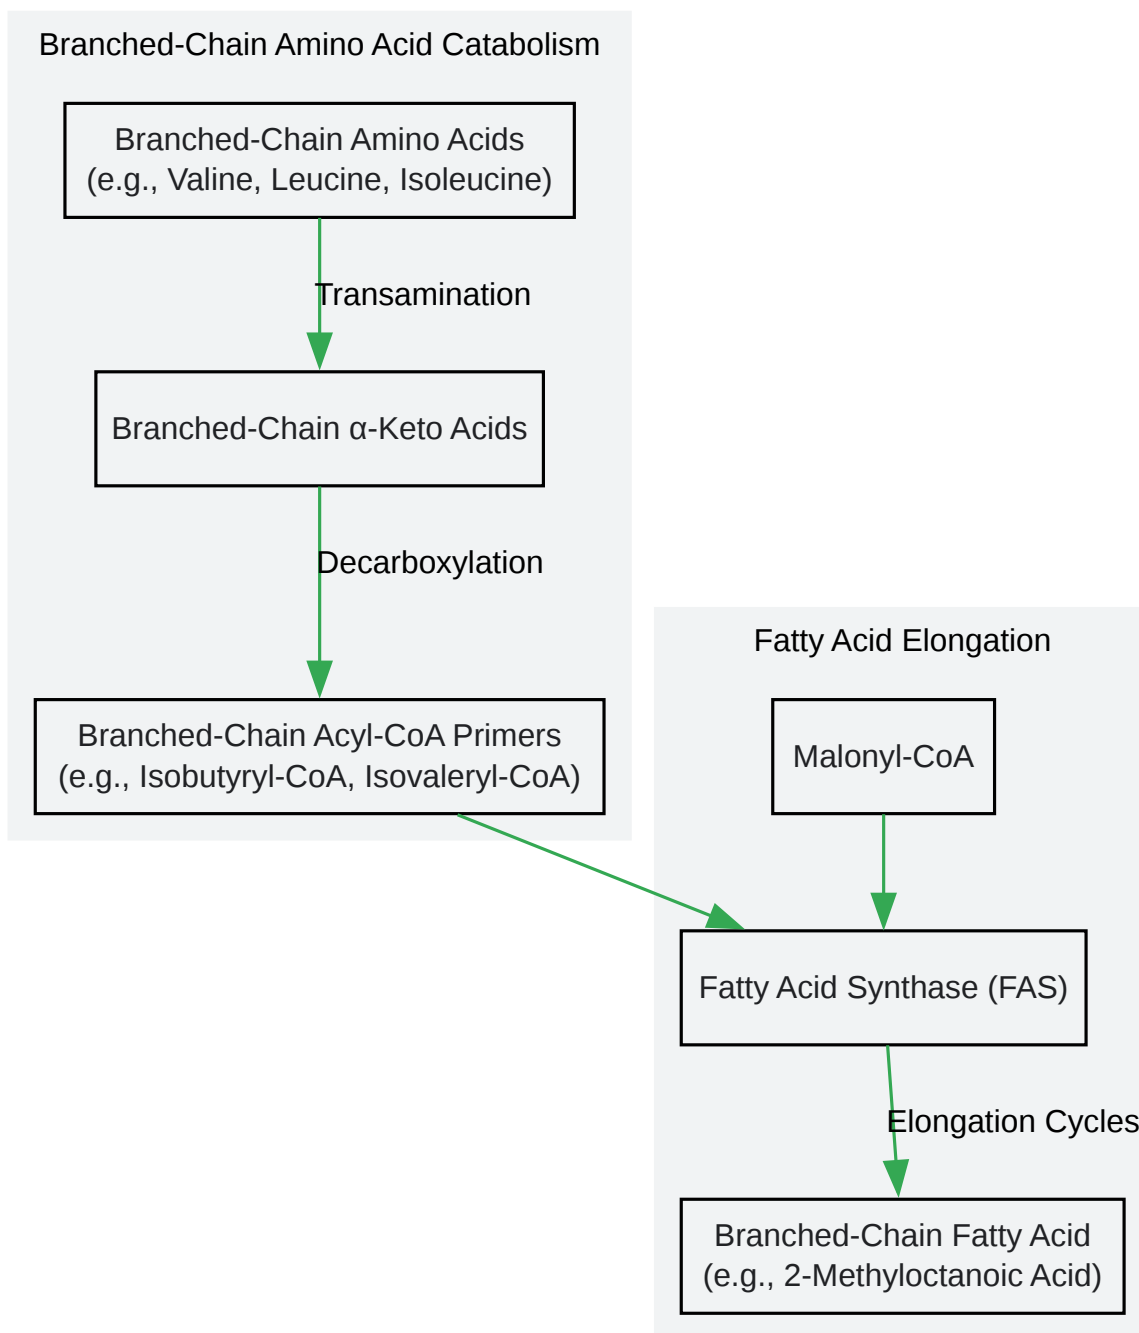 Branched-Chain Amino Acid Catabolism
Branched-Chain Amino Acids
(e.g., Valine, Leucine, Isoleucine)
Transamination
Branched-Chain α-Keto Acids
Decarboxylation
Branched-Chain Acyl-CoA Primers
(e.g., Isobutyryl-CoA, Isovaleryl-CoA)
Fatty Acid Elongation
Malonyl-CoA
Fatty Acid Synthase (FAS)
Elongation Cycles
Branched-Chain Fatty Acid
(e.g., 2-Methyloctanoic Acid)